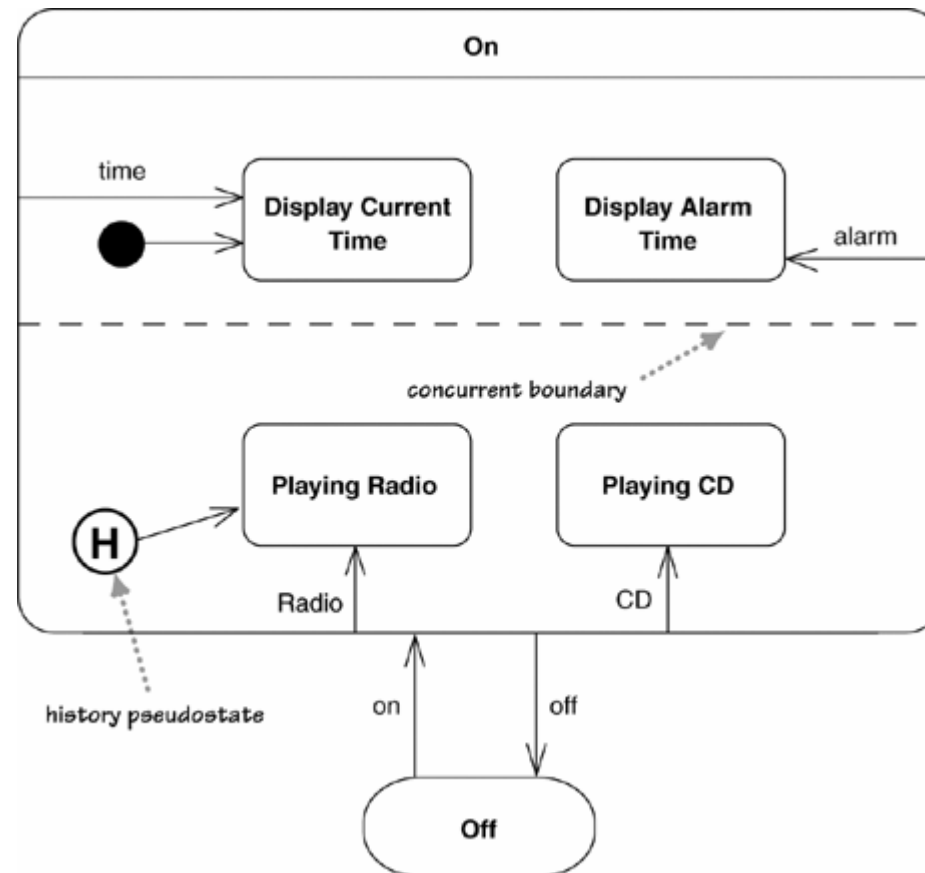 On
time
Display Current
Time
Display Alarm
Time
alarm
concurrent boundary
Playing Radio
Playing CD
H
Radio
CD
history pseudostate
on
off
Off